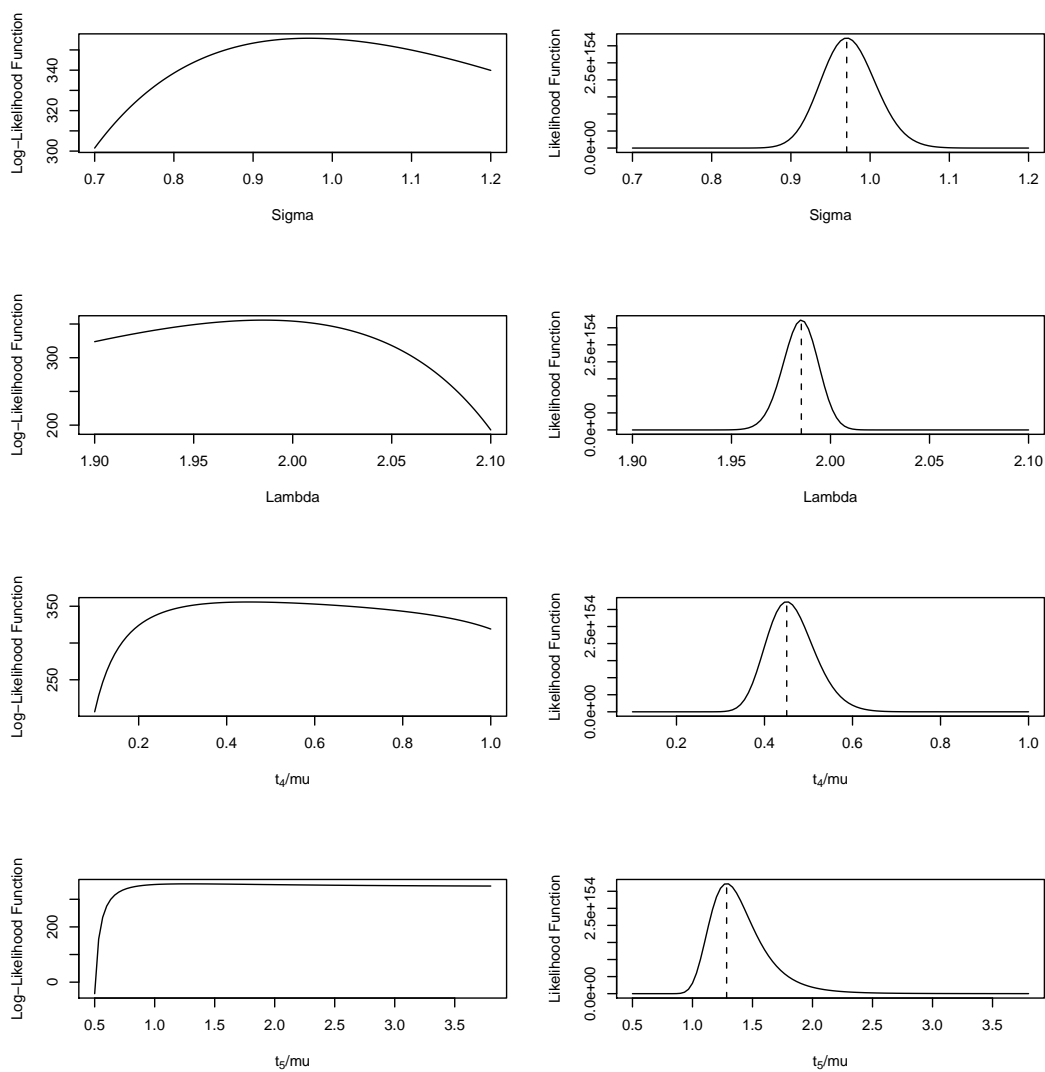 Log−Likelihood Function
300 320 340
0.7 0.8 0.9 1.0 1.1 1.2
Sigma
Likelihood Function
0.0e+00 2.5e+154
0.7 0.8 0.9 1.0 1.1 1.2
Sigma
Log−Likelihood Function
200 300
1.90 1.95 2.00 2.05 2.10
Lambda
Likelihood Function
0.0e+00 2.5e+154
1.90 1.95 2.00 2.05 2.10
Lambda
Log−Likelihood Function
250 350
0.2 0.4 0.6 0.8 1.0
t₄/mu
Likelihood Function
0.0e+00 2.5e+154
0.2 0.4 0.6 0.8 1.0
t₄/mu
Log−Likelihood Function
0 200
0.5 1.0 1.5 2.0 2.5 3.0 3.5
t₅/mu
Likelihood Function
0.0e+00 2.5e+154
0.5 1.0 1.5 2.0 2.5 3.0 3.5
t₅/mu